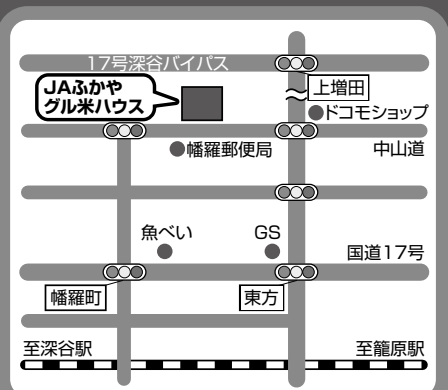 17号深谷バイパス
JAふかや
グル米ハウス
上増田
●ドコモショップ
●幡羅郵便局
中山道
魚べい
GS
国道17号
幡羅町
東方
至深谷駅
至籠原駅